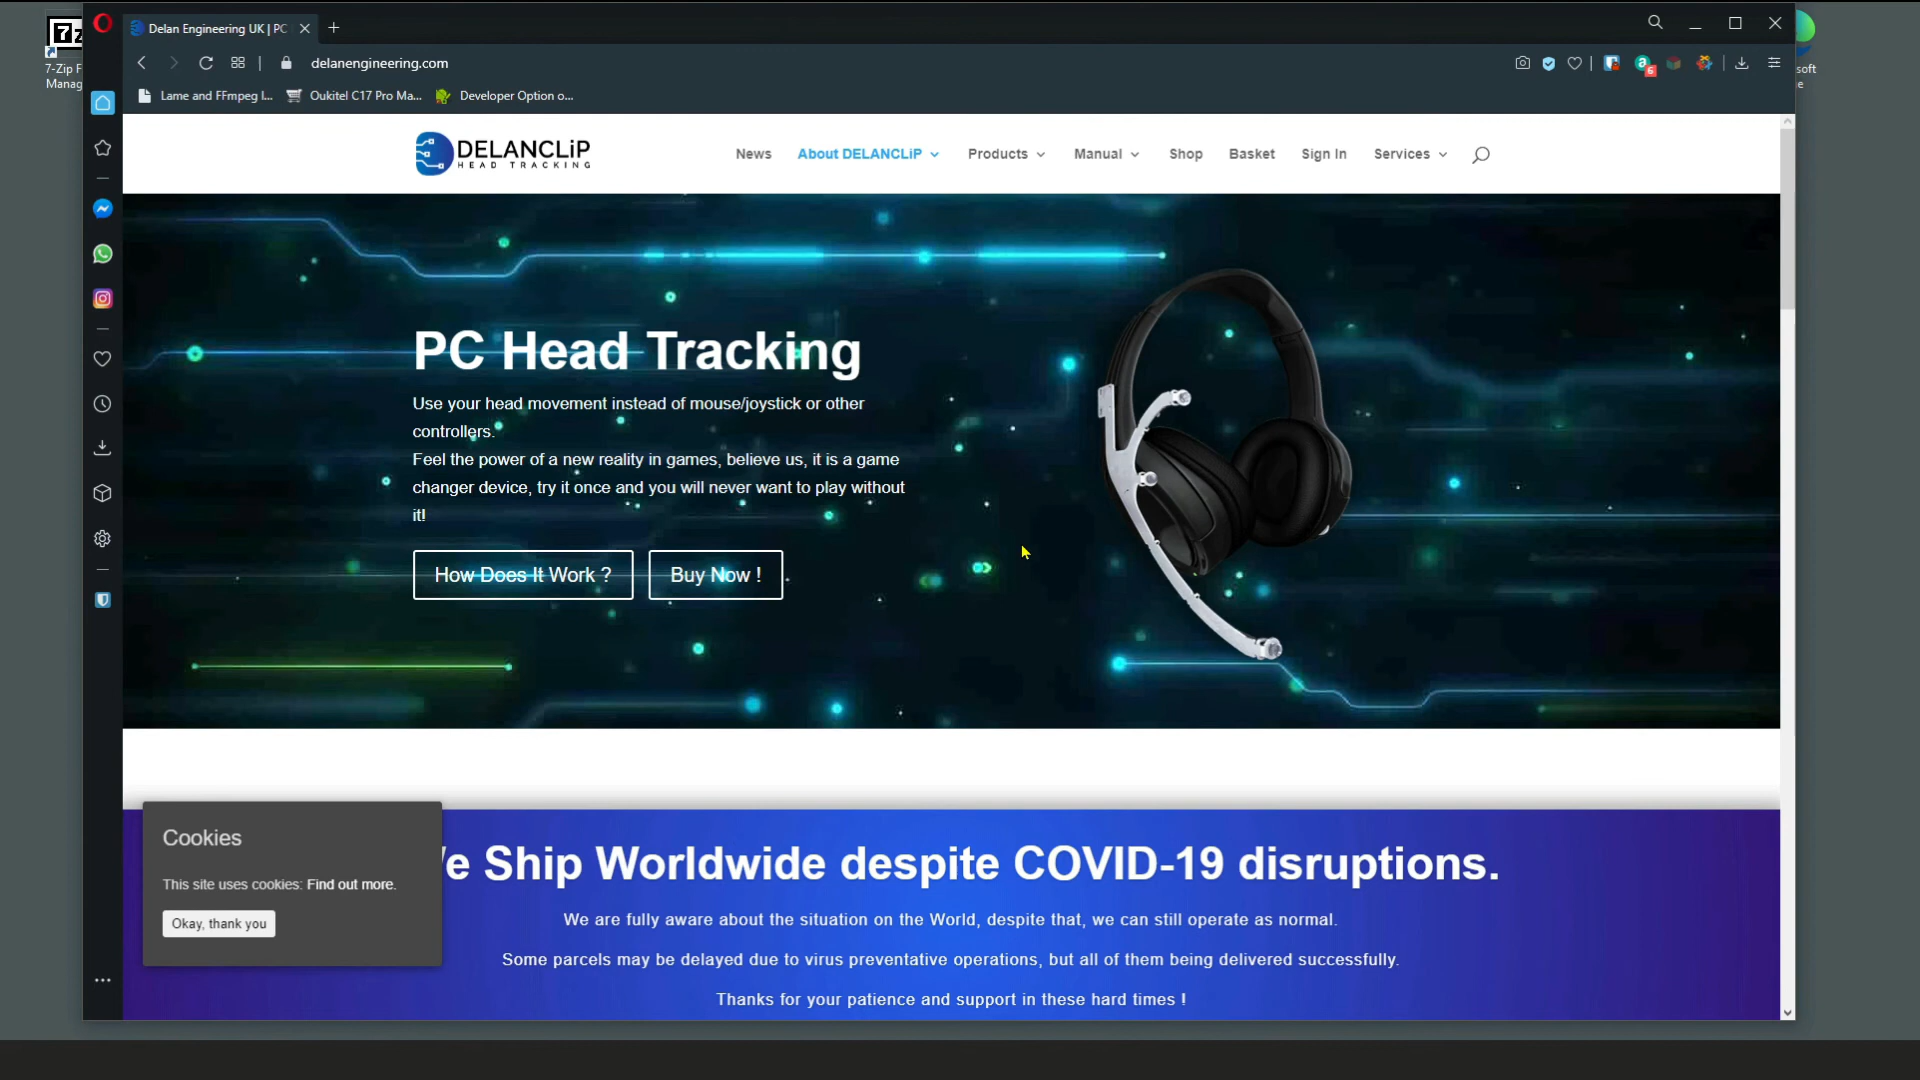 7-Zip F
Manag
Delan Engineering UK | PC
delanengineering.com
Lame and FFmpeg I...
Oukitel C17 Pro Ma...
Developer Option o...
soft
e
6
DELANCLiP
HEAD TRACKING
News
About DELANCLiP
Products
Manual
Shop
Basket
Sign In
Services
PC Head Tracking
Use your head movement instead of mouse/joystick or other
controllers.
Feel the power of a new reality in games, believe us, it is a game
changer device, try it once and you will never want to play without
it!
How Does It Work ?
Buy Now !
Cookies
This site uses cookies: Find out more.
Okay, thank you
e Ship Worldwide despite COVID-19 disruptions.
We are fully aware about the situation on the World, despite that, we can still operate as normal.
Some parcels may be delayed due to virus preventative operations, but all of them being delivered successfully.
Thanks for your patience and support in these hard times !